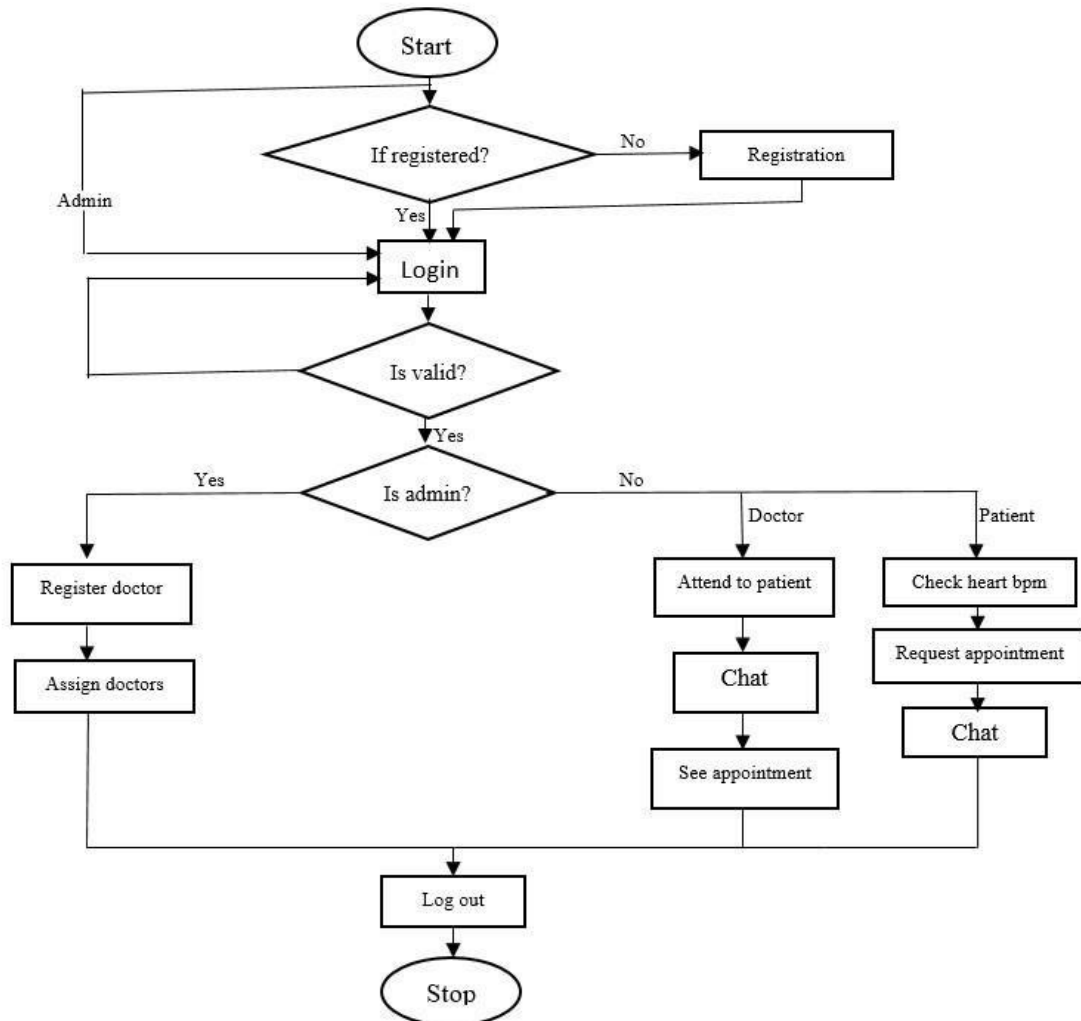 Start
If registered?
No
Registration
Admin
Yes
Login
Is valid?
Yes
Is admin?
Yes
No
Doctor
Patient
Register doctor
Attend to patient
Check heart bpm
Assign doctors
Chat
Request appointment
See appointment
Chat
Log out
Stop